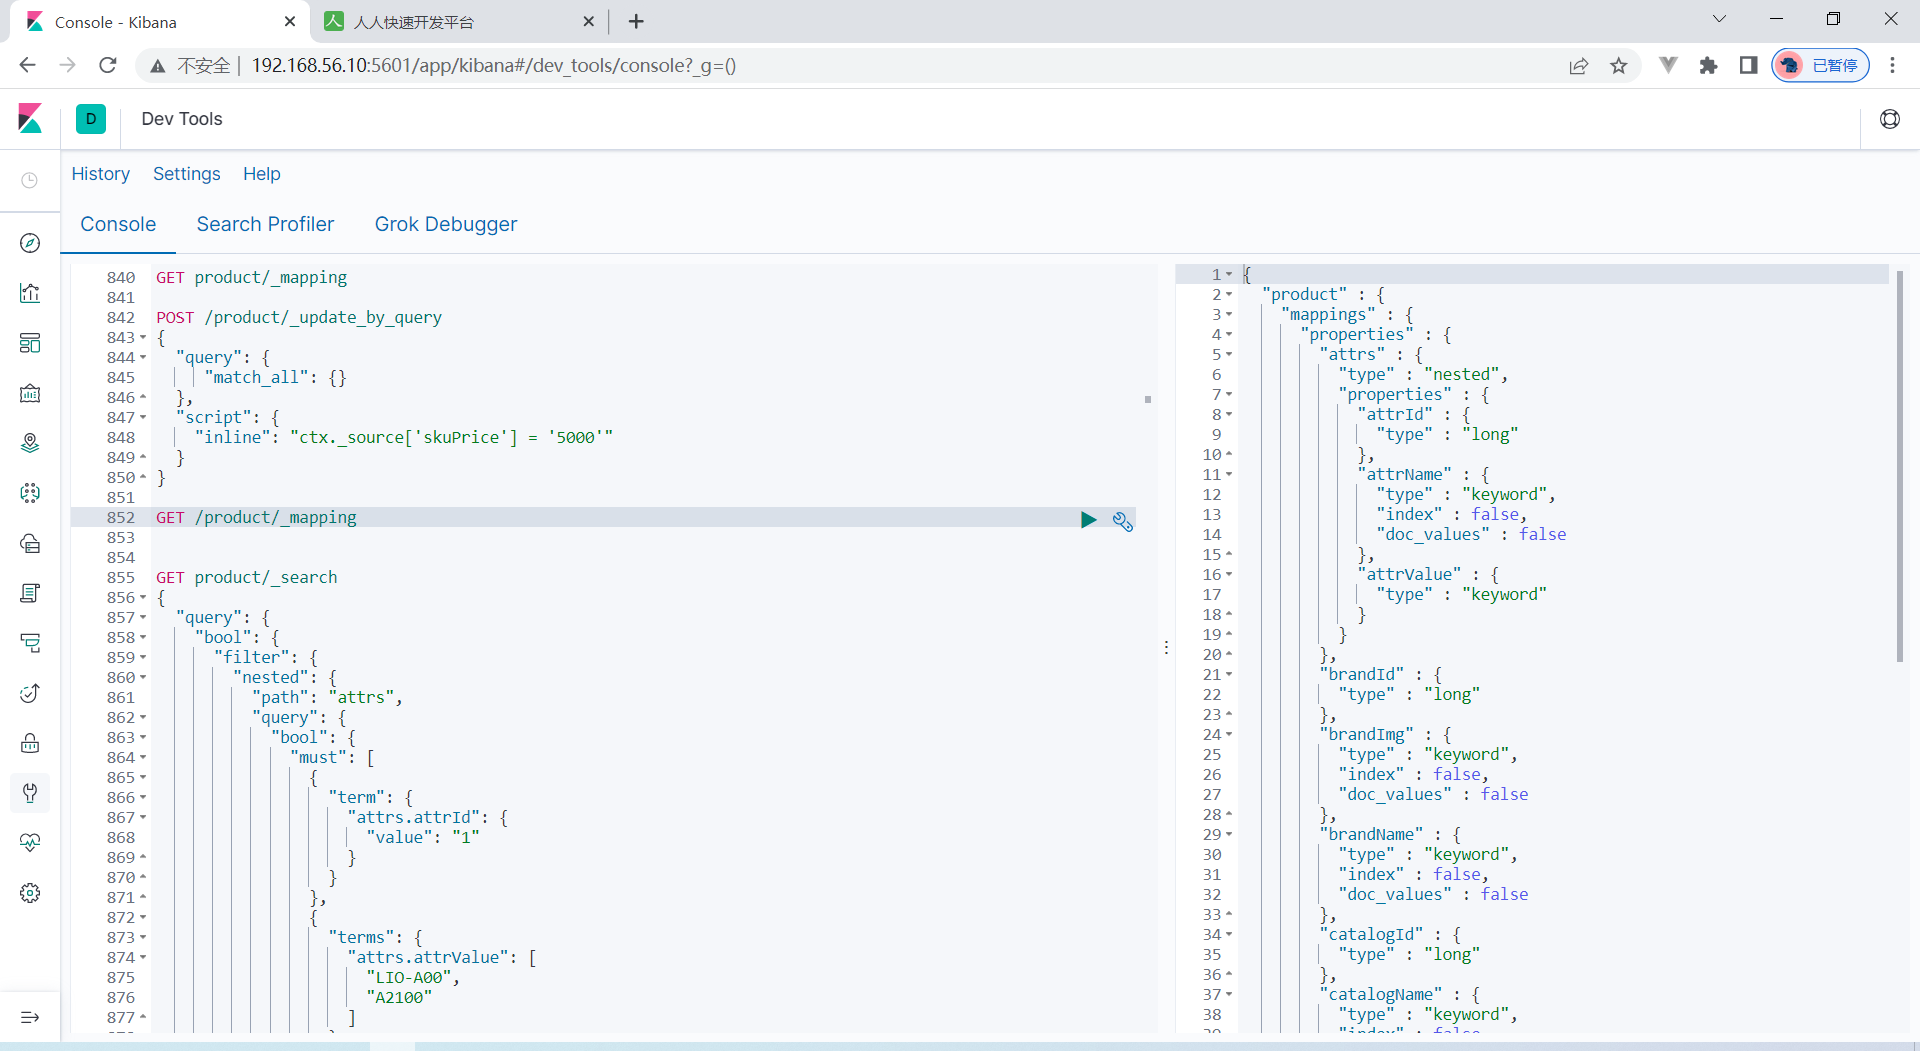 Console - Kibana
人人快速开发平台
不安全
192.168.56.10:5601/app/kibana#/dev_tools/console?_g=()
已暂停
D
Dev Tools
History Settings Help
Console Search Profiler Grok Debugger
840 GET product/_mapping
841
842 POST /product/_update_by_query
843 {
844 "query": {
845 "match_all": {}
846 },
847 "script": {
848 "inline": "ctx._source['skuPrice'] = '5000'"
849 }
850 }
851
852 GET /product/_mapping
853
854
855 GET product/_search
856 {
857 "query": {
858 "bool": {
859 "filter": {
860 "nested": {
861 "path": "attrs",
862 "query": {
863 "bool": {
864 "must": [
865 {
866 "term": {
867 "attrs.attrId": {
868 "value": "1"
869 }
870 }
871 },
872 {
873 "terms": {
874 "attrs.attrValue": [
875 "LIO-A00",
876 "A2100"
877 ]
1 {
2 "product" : {
3 "mappings" : {
4 "properties" : {
5 "attrs" : {
6 "type" : "nested",
7 "properties" : {
8 "attrId" : {
9 "type" : "long"
10 },
11 "attrName" : {
12 "type" : "keyword",
13 "index" : false,
14 "doc_values" : false
15 },
16 "attrValue" : {
17 "type" : "keyword"
18 }
19 }
20 },
21 "brandId" : {
22 "type" : "long"
23 },
24 "brandImg" : {
25 "type" : "keyword",
26 "index" : false,
27 "doc_values" : false
28 },
29 "brandName" : {
30 "type" : "keyword",
31 "index" : false,
32 "doc_values" : false
33 },
34 "catalogId" : {
35 "type" : "long"
36 },
37 "catalogName" : {
38 "type" : "keyword",
39 "index" : false